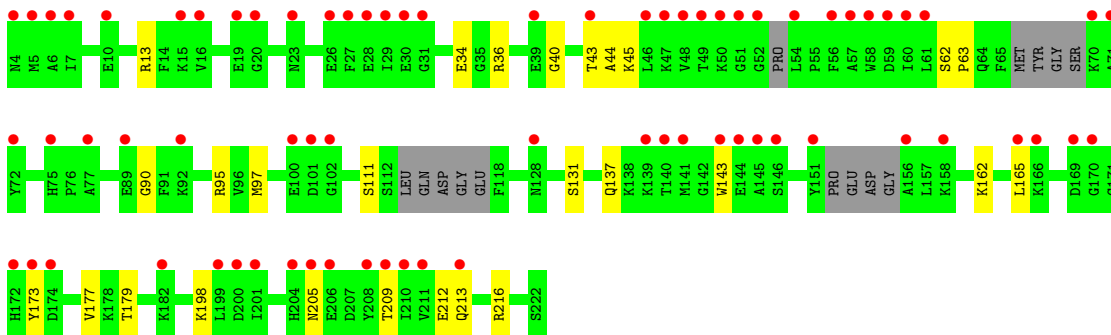 N4 M5 A6 I7 E10 R13 F14 K15 V16 E19 G20 N23 E26 F27 E28 I29 E30 G31 E34 G35 R36 E39 G40 T43 A44 K45 L46 K47 V48 T49 K50 G51 G52 PRO L54 P55 F56 A57 W58 D59 I60 L61 S62 P63 Q64 F65 MET TYR GLY SER K70
Y72 H75 P76 A77 E89 G90 F91 K92 R95 V96 M97 E100 D101 G102 S111 S112 LEU GLN ASP GLY GLU F118 N128 S131 Q137 K138 K139 T140 M141 G142 W143 E144 A145 S146 Y151 PRO GLU ASP GLY A156 L157 K158 K162 L165 K166 D169 G170
H172 Y173 D174 V177 K178 T179 K182 K198 L199 D200 I201 H204 N205 E206 D207 Y208 T209 I210 V211 E212 Q213 R216 S222